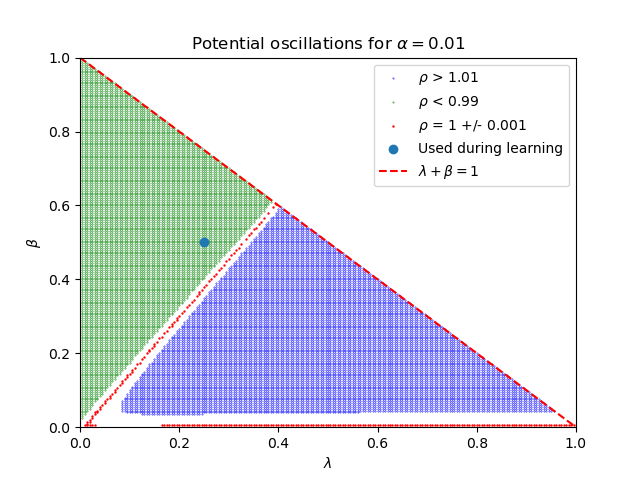 Potential oscillations for α = 0.01
ρ > 1.01
ρ < 0.99
ρ = 1 +/- 0.001
Used during learning
λ + β = 1
1.0
0.8
0.6
0.4
0.2
0.0
β
0.0 0.2 0.4 0.6 0.8 1.0
λ